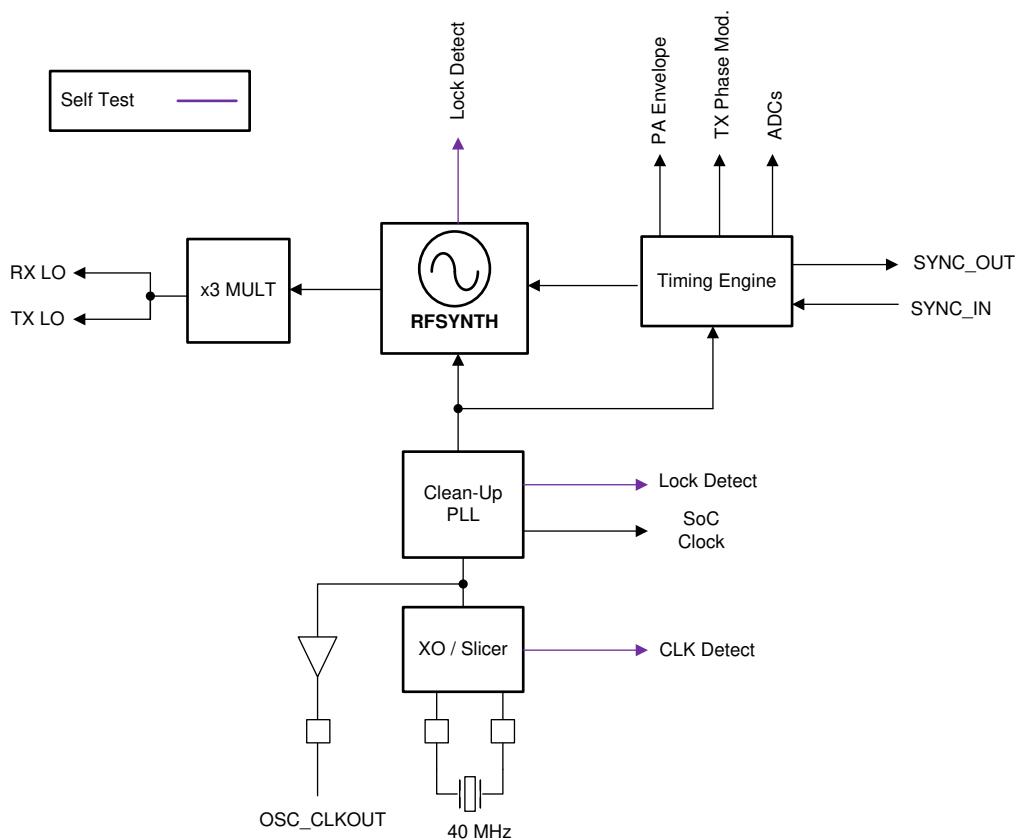 Lock Detect
PA Envelope
TX Phase Mod.
ADCs
Self Test
RX LO
TX LO
x3 MULT
RFSYNTH
Timing Engine
SYNC_OUT
SYNC_IN
Clean-Up
PLL
Lock Detect
SoC
Clock
XO / Slicer
CLK Detect
OSC_CLKOUT
40 MHz